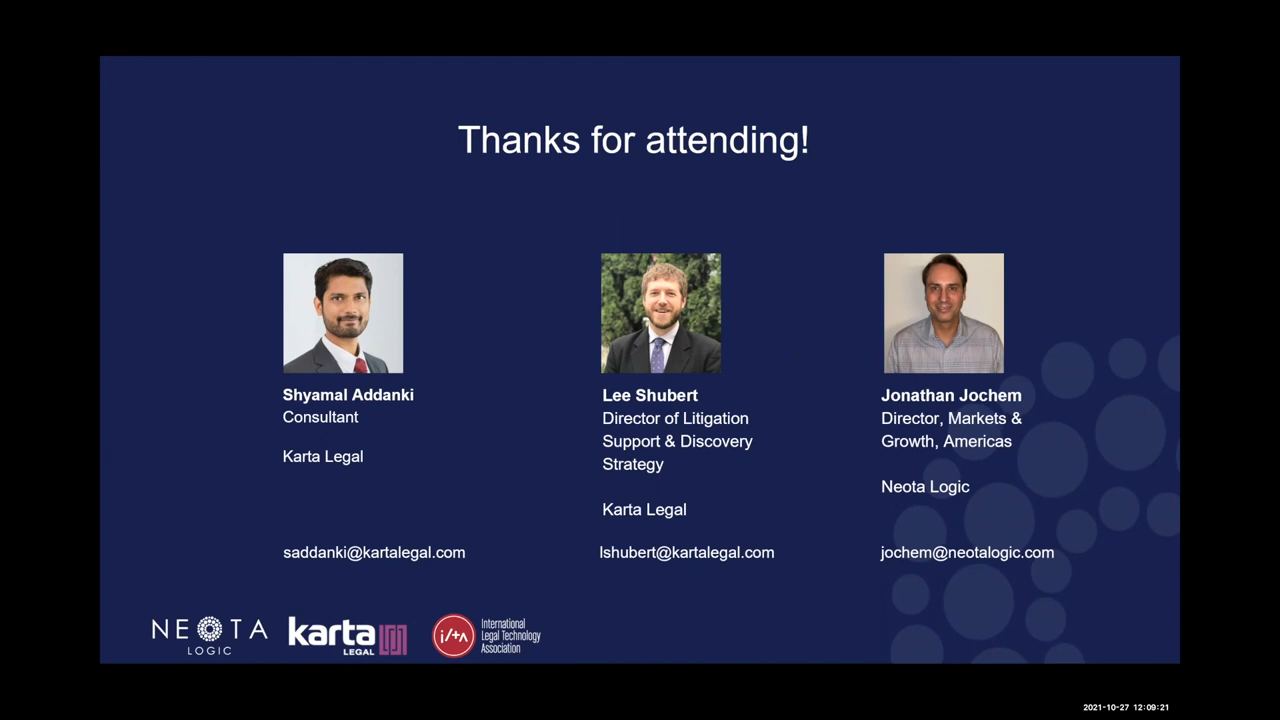 Thanks for attending!
Shyamal Addanki
Consultant
Karta Legal
saddanki@kartalegal.com
Lee Shubert
Director of Litigation
Support & Discovery
Strategy
Karta Legal
lshubert@kartalegal.com
Jonathan Jochem
Director, Markets &
Growth, Americas
Neota Logic
jochem@neotalogic.com
NEOTA
LOGIC
karta
LEGAL
ilta
International
Legal Technology
Association
2021-10-27 12:09:21